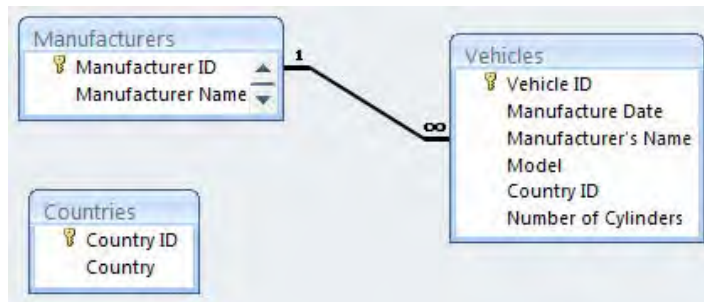 Manufacturers
Manufacturer ID
Manufacturer Name
1
∞
Vehicles
Vehicle ID
Manufacture Date
Manufacturer's Name
Model
Country ID
Number of Cylinders
Countries
Country ID
Country